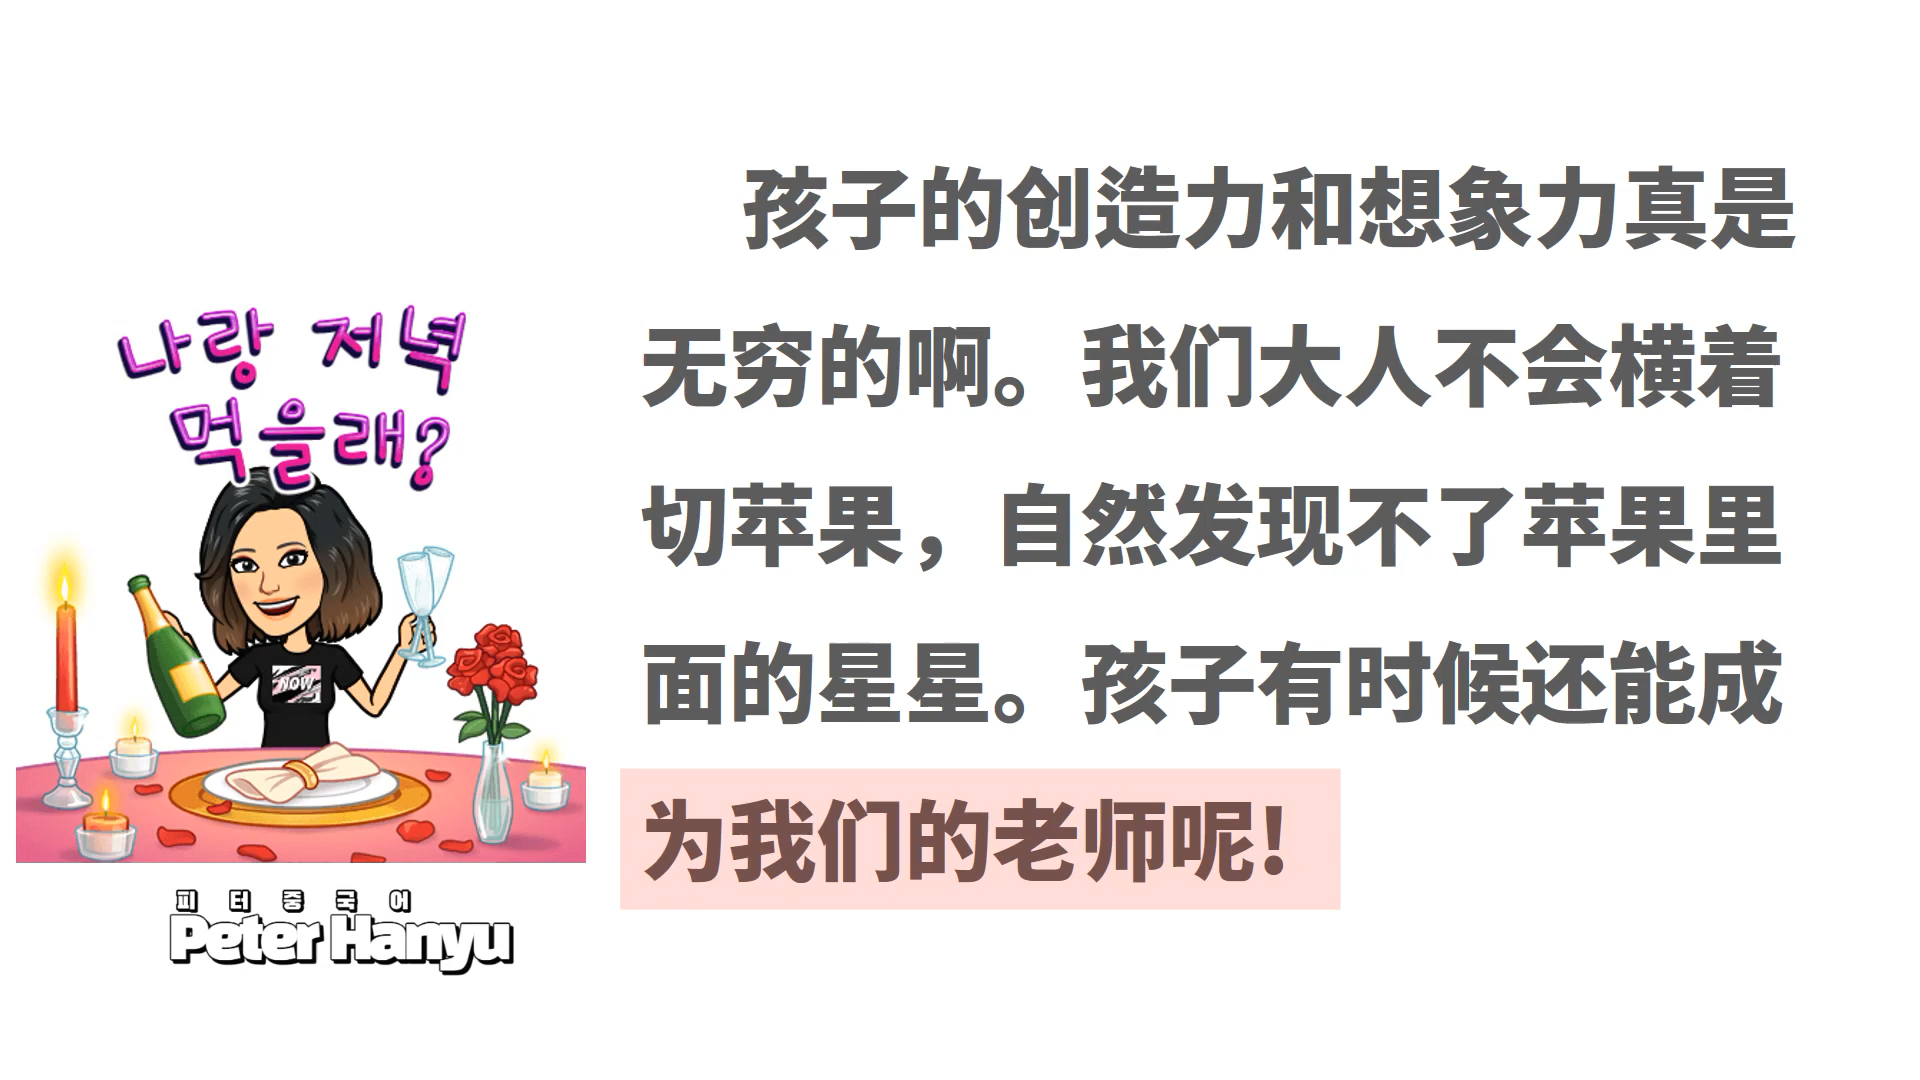 나랑 저녁
먹을래?
NOW
피터중국어
Peter Hanyu
孩子的创造力和想象力真是
无穷的啊。我们大人不会横着
切苹果，自然发现不了苹果里
面的星星。孩子有时候还能成
为我们的老师呢!